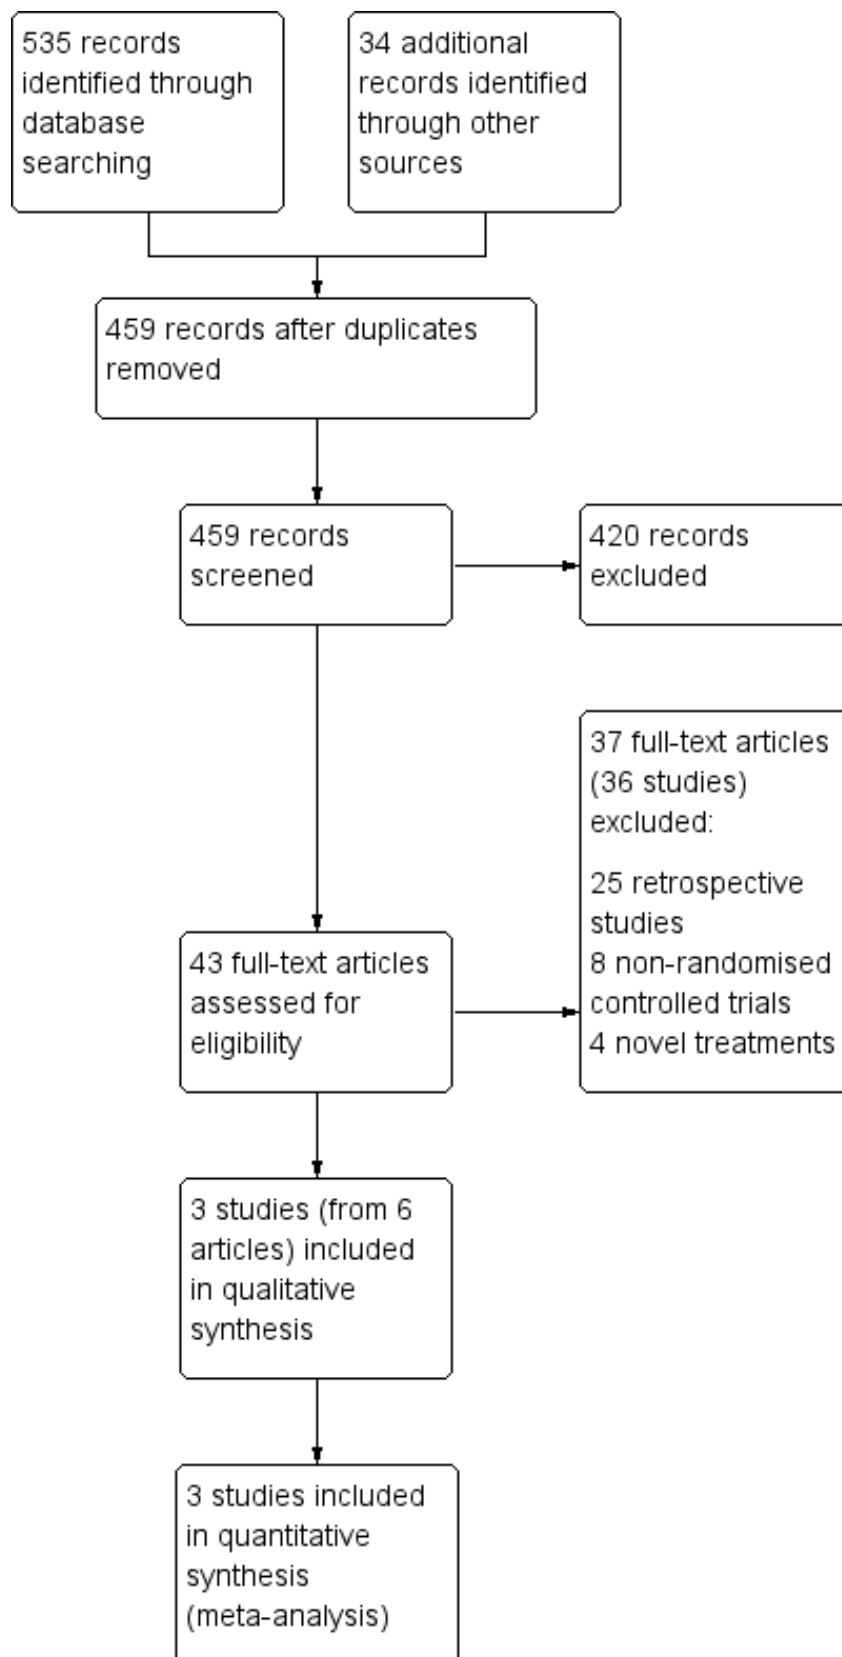 535 records
identified through
database
searching
34 additional
records identified
through other
sources
459 records after duplicates
removed
459 records
screened
420 records
excluded
37 full-text articles
(36 studies)
excluded:
25 retrospective
studies
8 non-randomised
controlled trials
4 novel treatments
43 full-text articles
assessed for
eligibility
3 studies (from 6
articles) included
in qualitative
synthesis
3 studies included
in quantitative
synthesis
(meta-analysis)